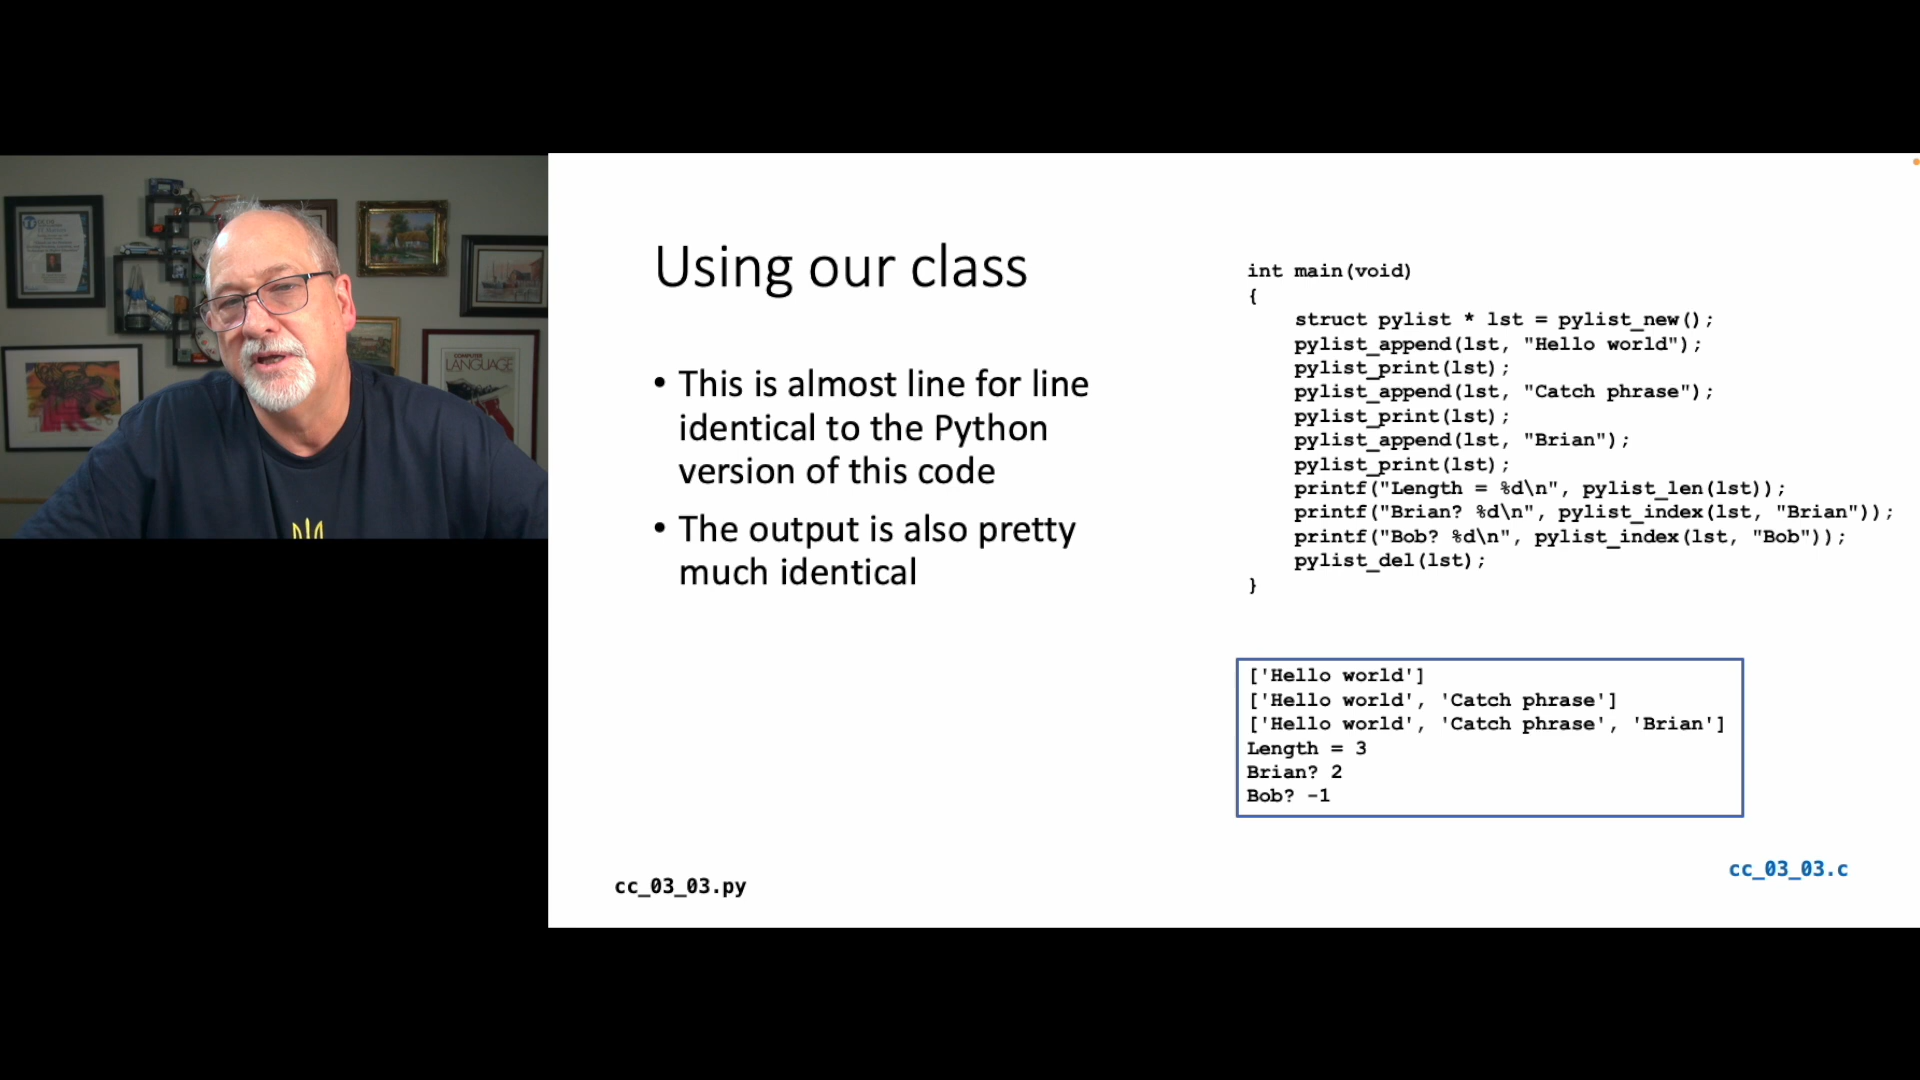 COMPUTER
LANGUAGE
Using our class
• This is almost line for line
identical to the Python
version of this code
• The output is also pretty
much identical
int main(void)
{
    struct pylist * lst = pylist_new();
    pylist_append(lst, "Hello world");
    pylist_print(lst);
    pylist_append(lst, "Catch phrase");
    pylist_print(lst);
    pylist_append(lst, "Brian");
    pylist_print(lst);
    printf("Length = %d\n", pylist_len(lst));
    printf("Brian? %d\n", pylist_index(lst, "Brian"));
    printf("Bob? %d\n", pylist_index(lst, "Bob"));
    pylist_del(lst);
}
['Hello world']
['Hello world', 'Catch phrase']
['Hello world', 'Catch phrase', 'Brian']
Length = 3
Brian? 2
Bob? -1
cc_03_03.py
cc_03_03.c